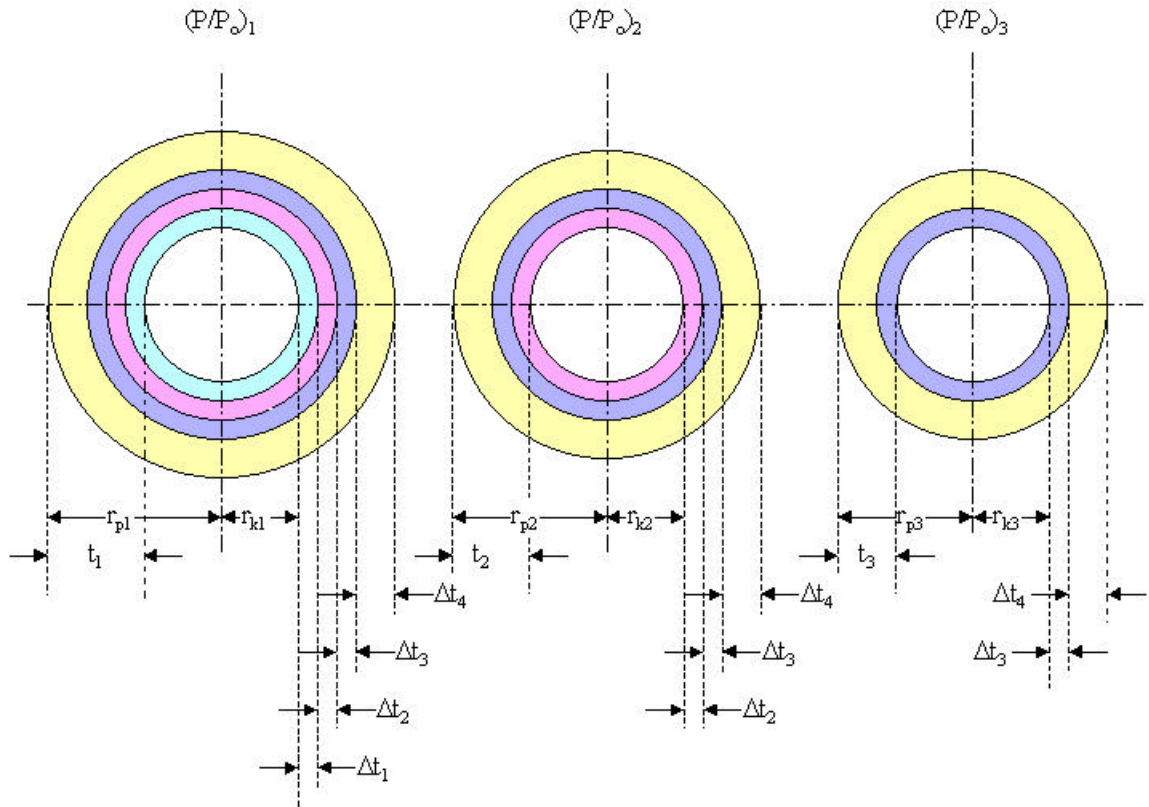 (P/Po)1 (P/Po)2 (P/Po)3
rp1 rk1 rp2 rk2 rp3 rk3
t1 t2 t3
Δt4 Δt4 Δt4
Δt3 Δt3 Δt3
Δt2 Δt2
Δt1